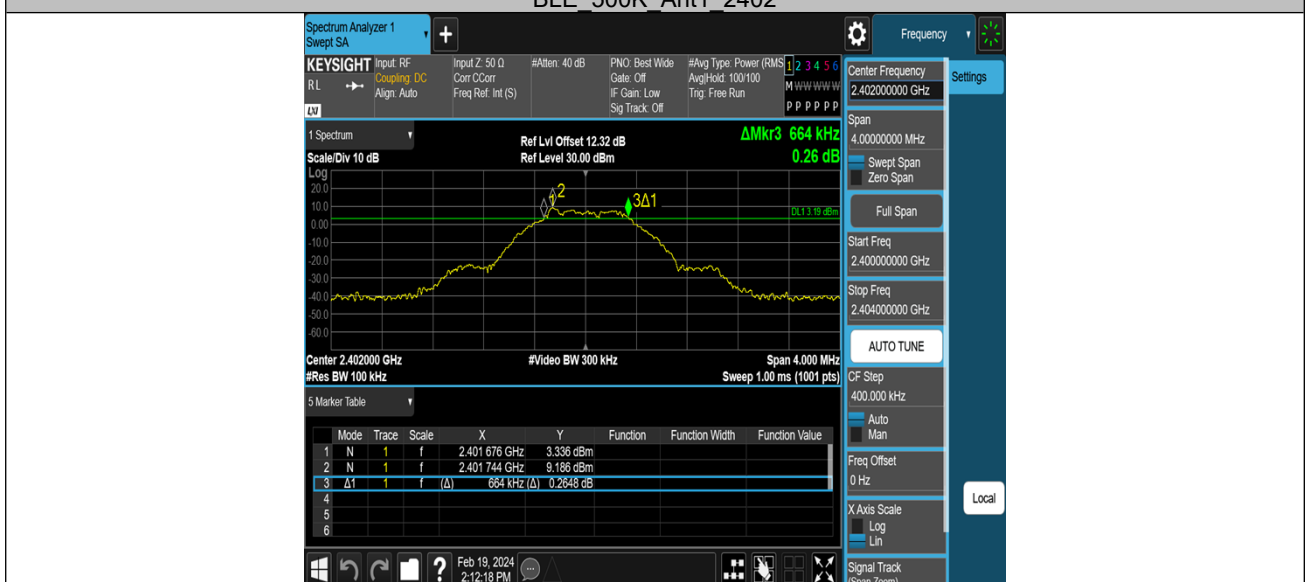 BLE_500K_Ant1_2402
Spectrum Analyzer 1
Swept SA
+
Frequency
KEYSIGHT
Input: RF
Input Z: 50 Ω
#Atten: 40 dB
PNO: Best Wide
#Avg Type: Power (RMS
1 2 3 4 5 6
RL
Coupling: DC
Corr CCorr
Gate: Off
Avg|Hold: 100/100
M W W W W W
Align: Auto
Freq Ref: Int (S)
IF Gain: Low
Trig: Free Run
Sig Track: Off
P P P P P P
LXI
1 Spectrum
Ref Lvl Offset 12.32 dB
ΔMkr3 664 kHz
Scale/Div 10 dB
Ref Level 30.00 dBm
0.26 dB
Log
20.0
10.0
0.00
-10.0
-20.0
-30.0
-40.0
-50.0
-60.0
1
2
3Δ1
DL1 3.19 dBm
Center 2.402000 GHz
#Video BW 300 kHz
Span 4.000 MHz
#Res BW 100 kHz
Sweep 1.00 ms (1001 pts)
5 Marker Table
Mode Trace Scale X Y Function Function Width Function Value
1 N 1 f 2.401 676 GHz 3.336 dBm
2 N 1 f 2.401 744 GHz 9.186 dBm
3 Δ1 1 f (Δ) 664 kHz (Δ) 0.2648 dB
4
5
6
?
Feb 19, 2024
2:12:18 PM
Center Frequency
2.402000000 GHz
Settings
Span
4.00000000 MHz
Swept Span
Zero Span
Full Span
Start Freq
2.400000000 GHz
Stop Freq
2.404000000 GHz
AUTO TUNE
CF Step
400.000 kHz
Auto
Man
Freq Offset
0 Hz
X Axis Scale
Log
Lin
Local
Signal Track
(Span Zoom)